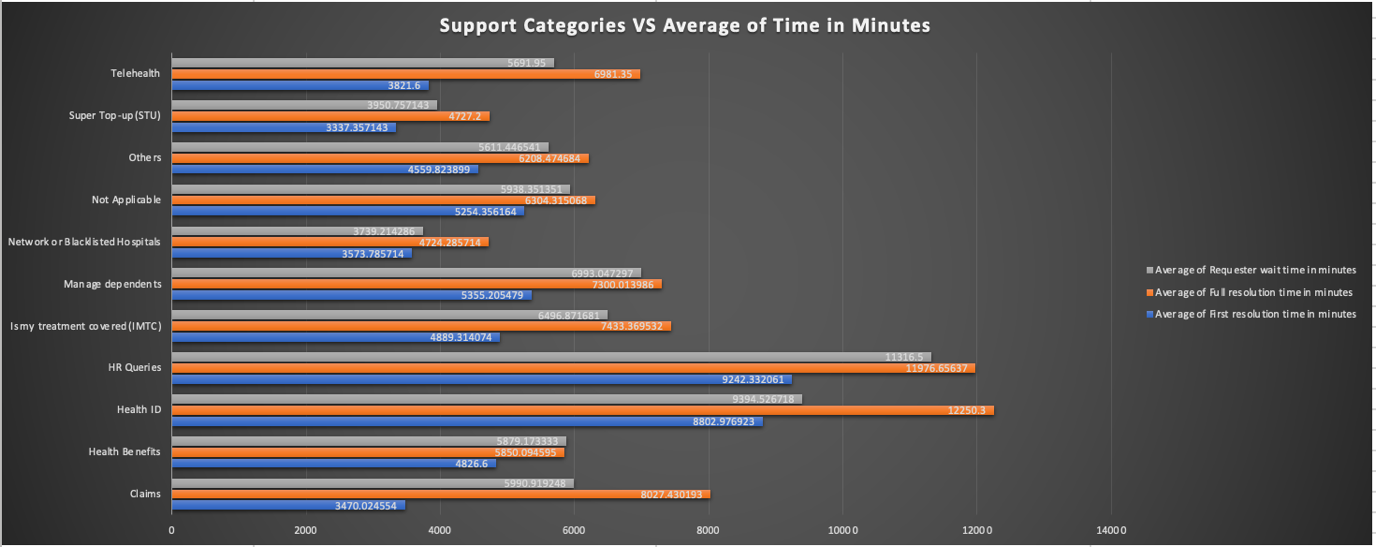 Support Categories VS Average of Time in Minutes
Telehealth
5691.95
6981.35
3821.6
Super Top-up (STU)
3950.757143
4727.2
3337.357143
Others
5611.446541
6208.474684
4559.823899
Not Applicable
5938.351351
6304.315068
5254.356164
Network or Blacklisted Hospitals
3739.214286
4724.285714
3573.785714
Manage dependents
6993.047297
7300.013986
5355.205479
Is my treatment covered (IMTC)
6496.871681
7433.369532
4889.314074
HR Queries
11316.5
11976.65637
9242.332061
Health ID
9394.526718
12250.3
8802.976923
Health Benefits
5879.173333
5850.094595
4826.6
Claims
5990.919248
8027.430193
3470.024554
0 2000 4000 6000 8000 10000 12000 14000
Average of Requester wait time in minutes
Average of Full resolution time in minutes
Average of First resolution time in minutes